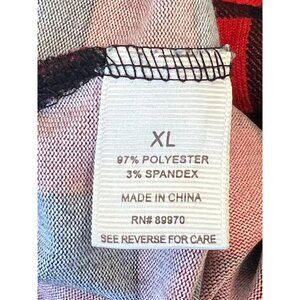 XL
97% POLYESTER
3% SPANDEX
MADE IN CHINA
RN# 89970
SEE REVERSE FOR CARE